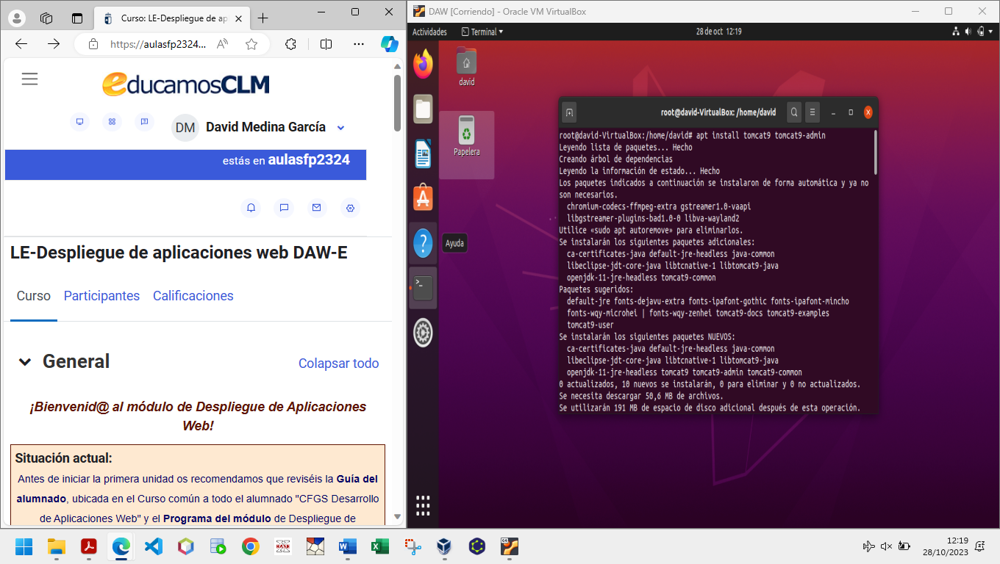 Curso: LE-Despliegue de ap
https://aulasfp2324...
educamosCLM
DM David Medina García
estás en aulasfp2324
LE-Despliegue de aplicaciones web DAW-E
Curso Participantes Calificaciones
General Colapsar todo
¡Bienvenid@ al módulo de Despliegue de Aplicaciones
Web!
Situación actual:
Antes de iniciar la primera unidad os recomendamos que reviséis la Guía del
alumnado, ubicada en el Curso común a todo el alumnado "CFGS Desarrollo
de Aplicaciones Web" y el Programa del módulo de Despliegue de
DAW [Corriendo] - Oracle VM VirtualBox
Actividades Terminal 28 de oct 12:19
david
Papelera
Ayuda
root@david-VirtualBox: /home/david
root@david-VirtualBox:/home/david# apt install tomcat9 tomcat9-admin
Leyendo lista de paquetes... Hecho
Creando árbol de dependencias
Leyendo la información de estado... Hecho
Los paquetes indicados a continuación se instalaron de forma automática y ya no
son necesarios.
chromium-codecs-ffmpeg-extra gstreamer1.0-vaapi
libgstreamer-plugins-bad1.0-0 libva-wayland2
Utilice «sudo apt autoremove» para eliminarlos.
Se instalarán los siguientes paquetes adicionales:
ca-certificates-java default-jre-headless java-common
libeclipse-jdt-core-java libtcnative-1 libtomcat9-java
openjdk-11-jre-headless tomcat9-common
Paquetes sugeridos:
default-jre fonts-dejavu-extra fonts-ipafont-gothic fonts-ipafont-mincho
fonts-wqy-microhei | fonts-wqy-zenhei tomcat9-docs tomcat9-examples
tomcat9-user
Se instalarán los siguientes paquetes NUEVOS:
ca-certificates-java default-jre-headless java-common
libeclipse-jdt-core-java libtcnative-1 libtomcat9-java
openjdk-11-jre-headless tomcat9 tomcat9-admin tomcat9-common
0 actualizados, 10 nuevos se instalarán, 0 para eliminar y 0 no actualizados.
Se necesita descargar 50,6 MB de archivos.
Se utilizarán 191 MB de espacio de disco adicional después de esta operación.
12:19
28/10/2023